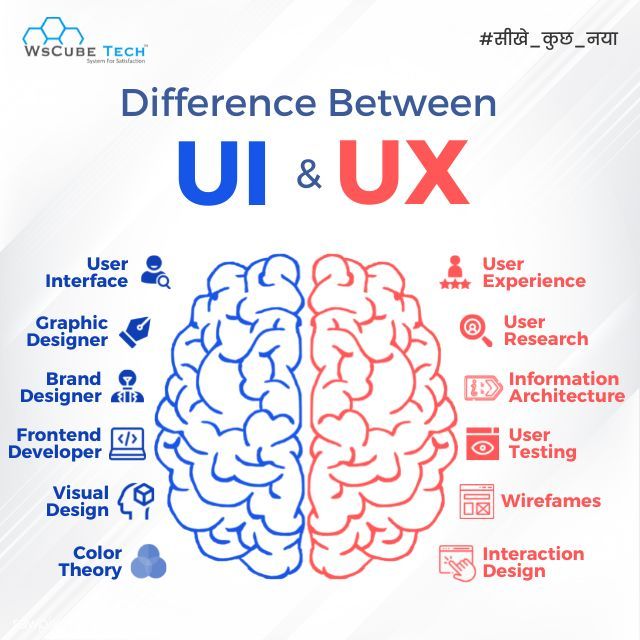 WsCube Tech
System For Satisfaction
#सीखे_कुछ_नया
Difference Between
UI & UX
User
Interface
Graphic
Designer
Brand
Designer
Frontend
Developer
Visual
Design
Color
Theory
User
Experience
User
Research
Information
Architecture
User
Testing
Wirefames
Interaction
Design